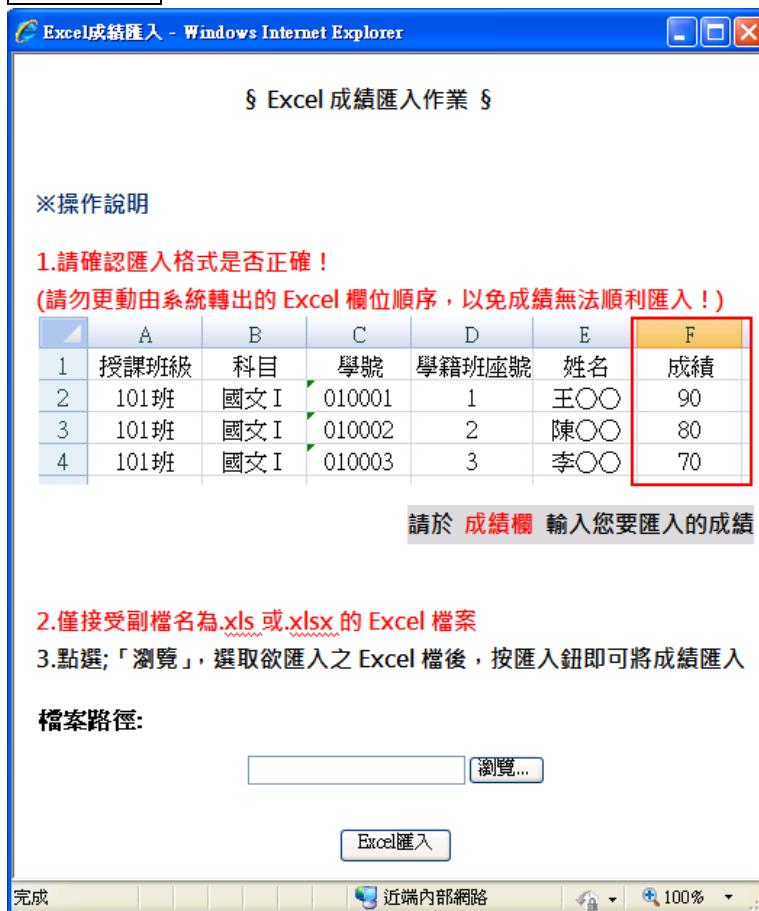 Excel成績匯入 - Windows Internet Explorer
§ Excel 成績匯入作業 §
※操作說明
1.請確認匯入格式是否正確！
(請勿更動由系統轉出的 Excel 欄位順序，以免成績無法順利匯入！)
A B C D E F
1 授課班級 科目 學號 學籍班座號 姓名 成績
2 101班 國文 I 010001 1 王○○ 90
3 101班 國文 I 010002 2 陳○○ 80
4 101班 國文 I 010003 3 李○○ 70
請於 成績欄 輸入您要匯入的成績
2.僅接受副檔名為.xls 或.xlsx 的 Excel 檔案
3.點選;「瀏覽」，選取欲匯入之 Excel 檔後，按匯入鈕即可將成績匯入
檔案路徑:
瀏覽...
Excel匯入
完成 近端內部網路 100%